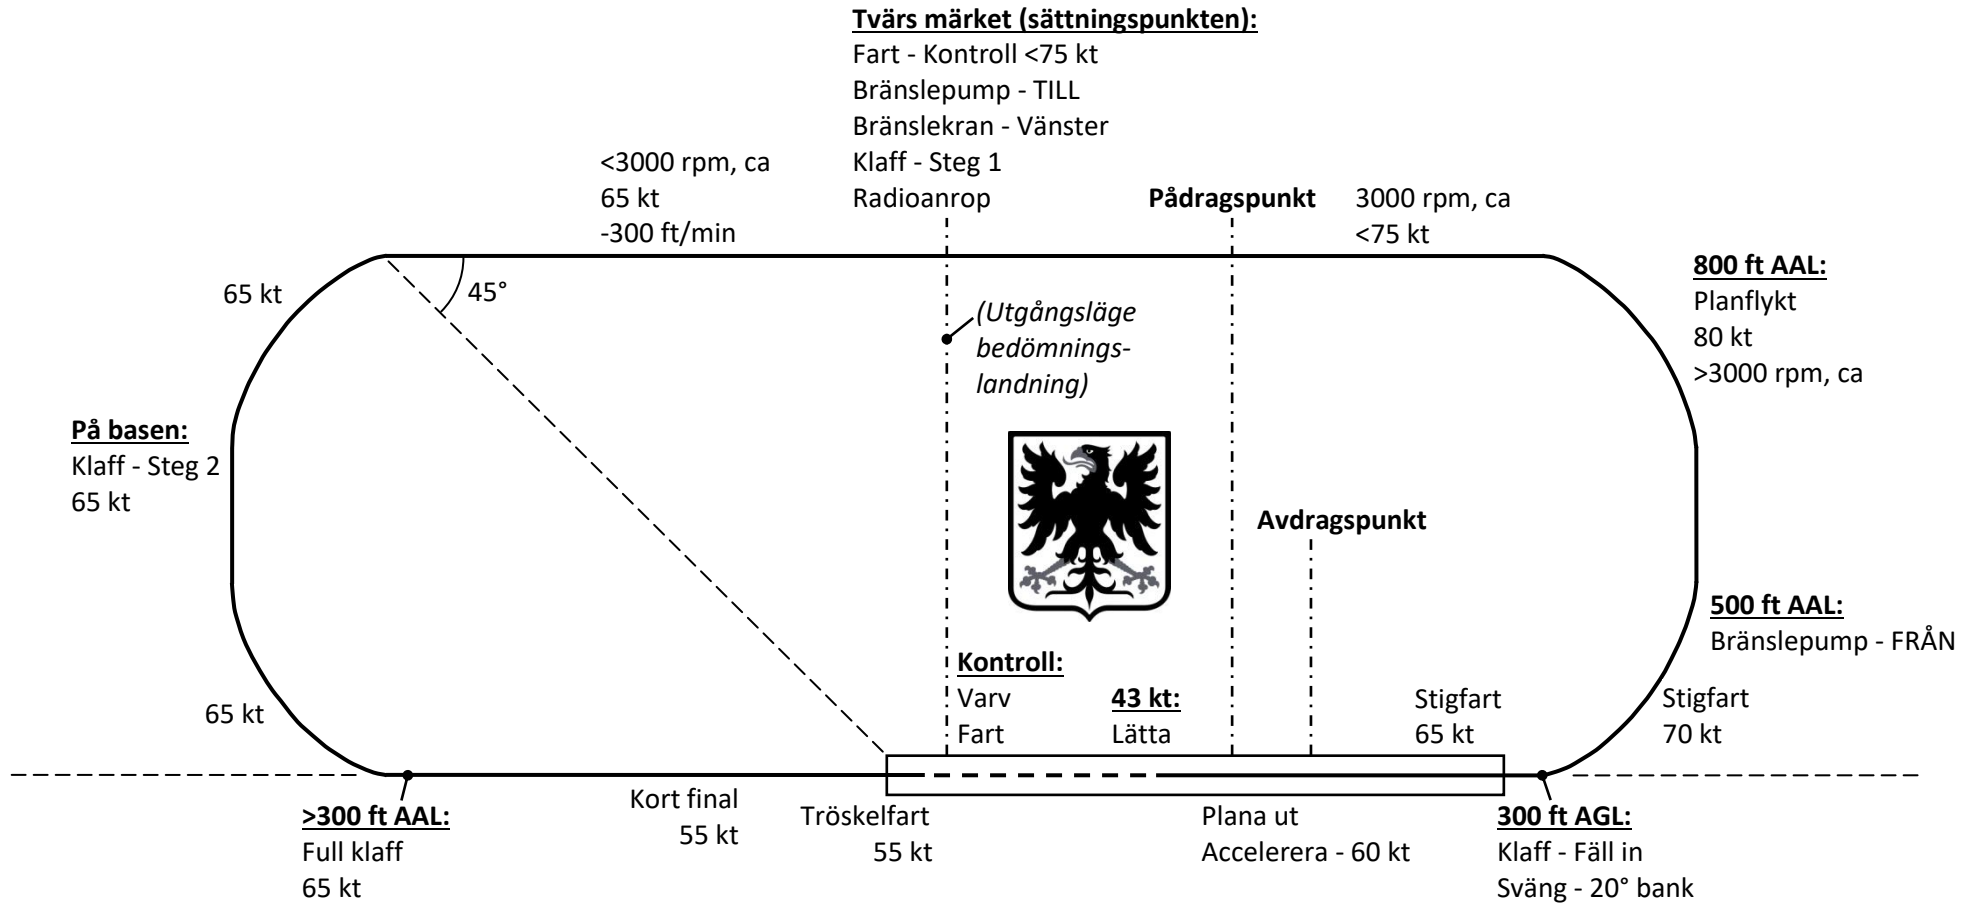 Tvärs märket (sättningspunkten):
Fart - Kontroll <75 kt
Bränslepump - TILL
Bränslekran - Vänster
Klaff - Steg 1
Radioanrop
<3000 rpm, ca
65 kt
-300 ft/min
Pådragspunkt
3000 rpm, ca
<75 kt
800 ft AAL:
Planflykt
80 kt
>3000 rpm, ca
65 kt
45°
(Utgångsläge
bedömnings-
landning)
På basen:
Klaff - Steg 2
65 kt
Avdragspunkt
500 ft AAL:
Bränslepump - FRÅN
Kontroll:
Varv
Fart
43 kt:
Lätta
Stigfart
65 kt
Stigfart
70 kt
65 kt
>300 ft AAL:
Full klaff
65 kt
Kort final
55 kt
Tröskelfart
55 kt
Plana ut
Accelerera - 60 kt
300 ft AGL:
Klaff - Fäll in
Sväng - 20° bank